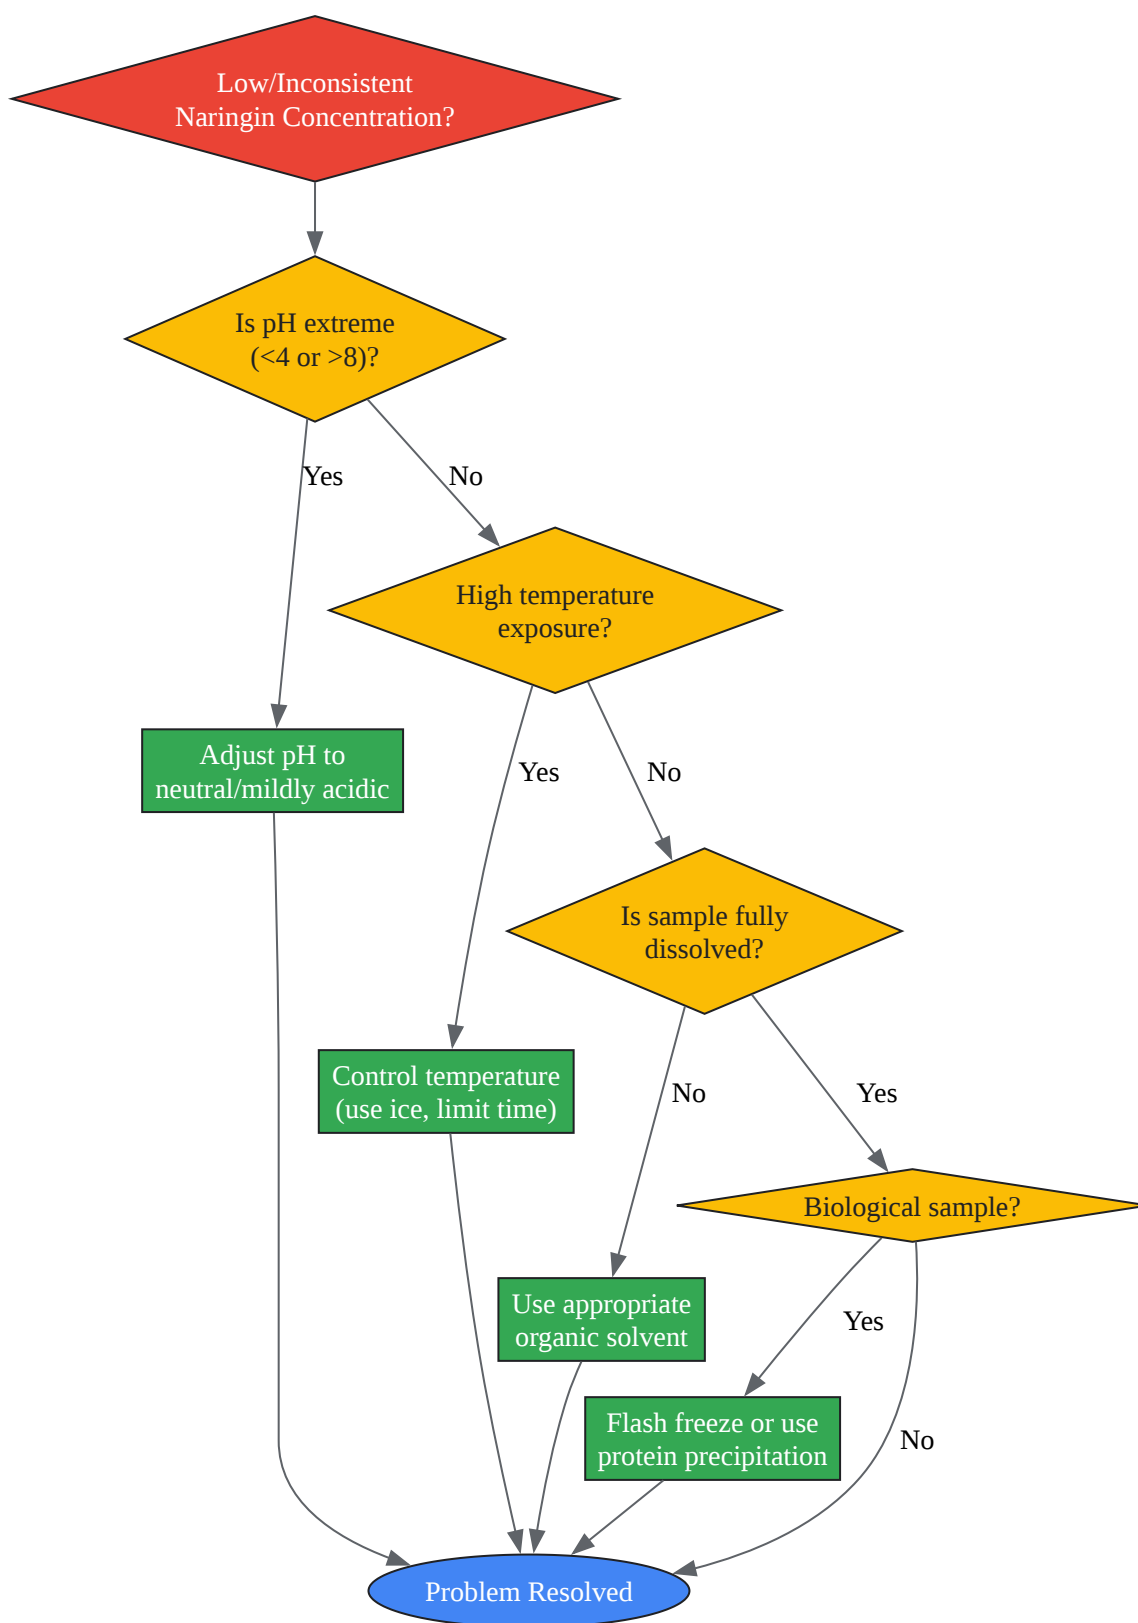 Low/Inconsistent
Naringin Concentration?
Is pH extreme
(<4 or >8)?
Yes
No
High temperature
exposure?
Adjust pH to
neutral/mildly acidic
Yes
No
Is sample fully
dissolved?
Control temperature
(use ice, limit time)
No
Yes
Biological sample?
Use appropriate
organic solvent
Yes
Flash freeze or use
protein precipitation
No
Problem Resolved